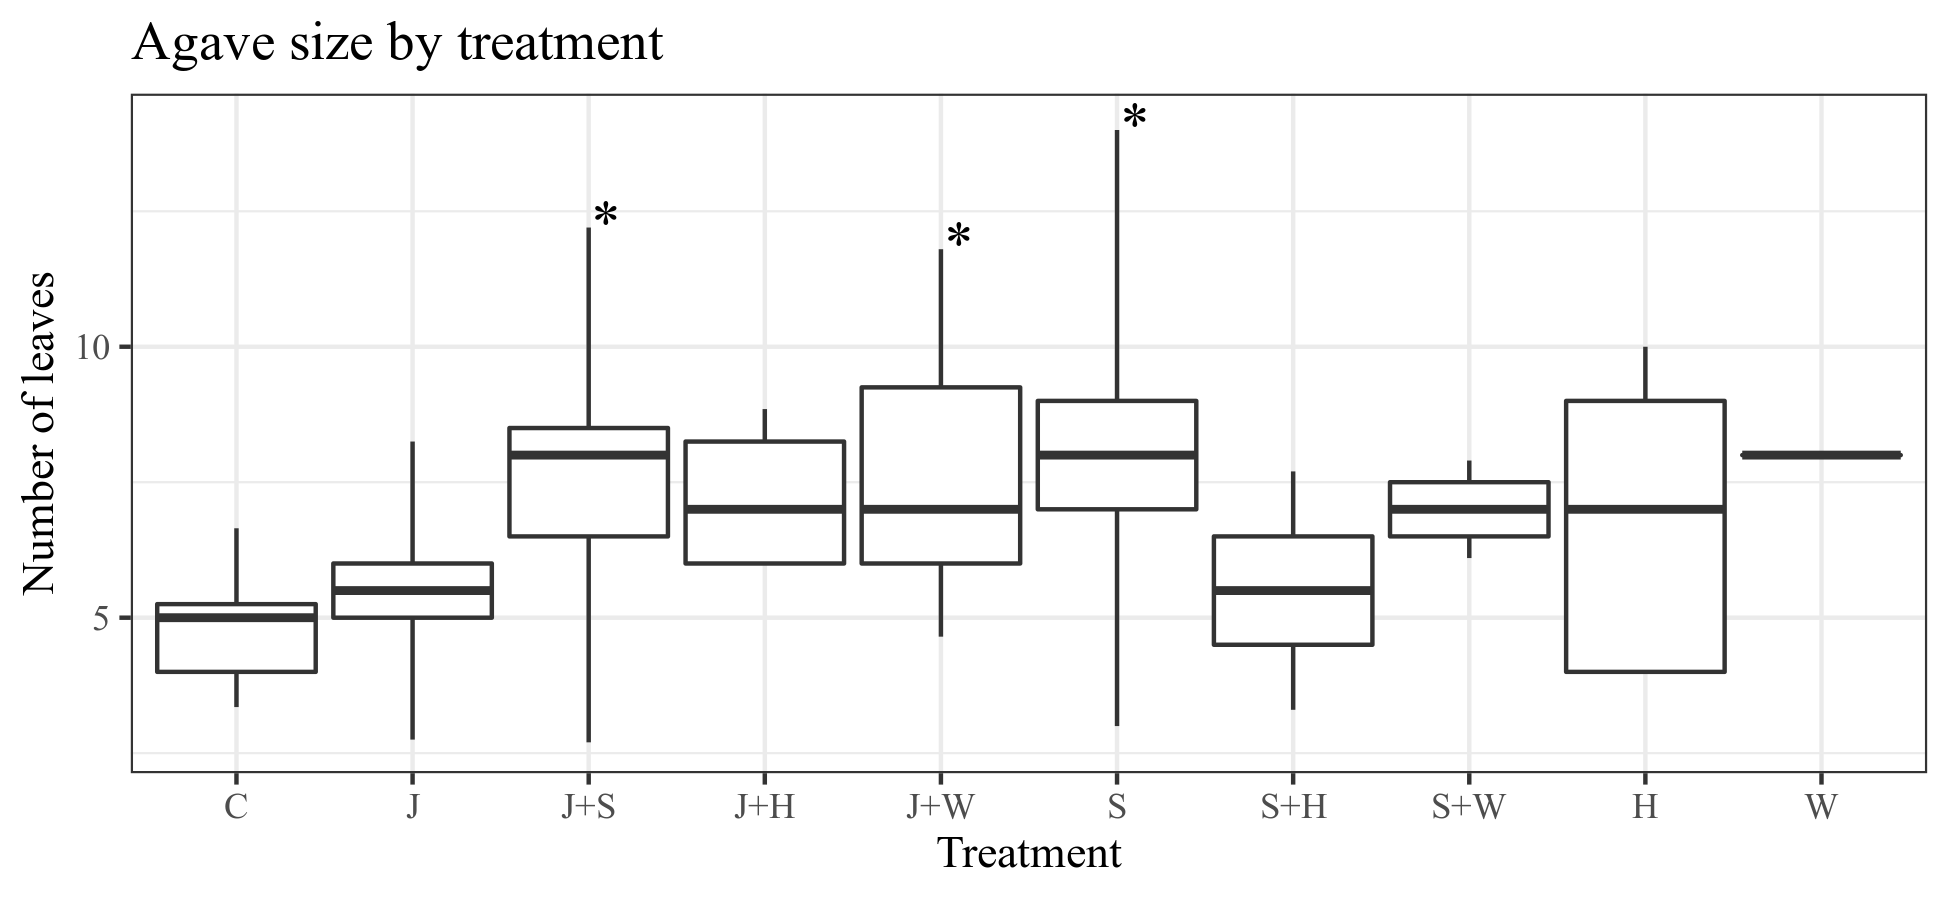 Agave size by treatment
*
*
*
Number of leaves
10
5
C J J+S J+H J+W S S+H S+W H W
Treatment